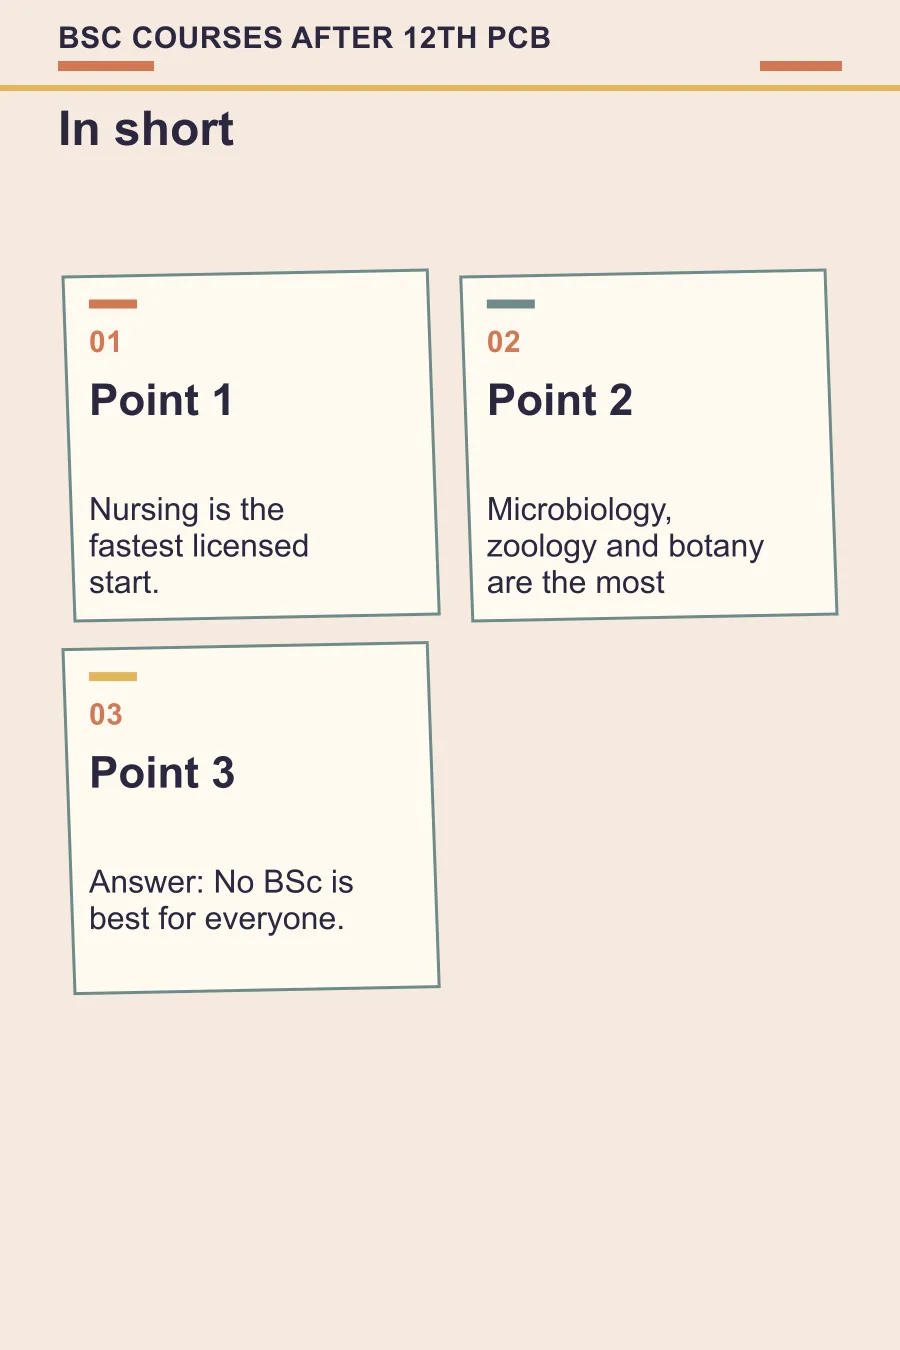 BSC COURSES AFTER 12TH PCB
In short
01
Point 1
Nursing is the
fastest licensed
start.
02
Point 2
Microbiology,
zoology and botany
are the most
03
Point 3
Answer: No BSc is
best for everyone.